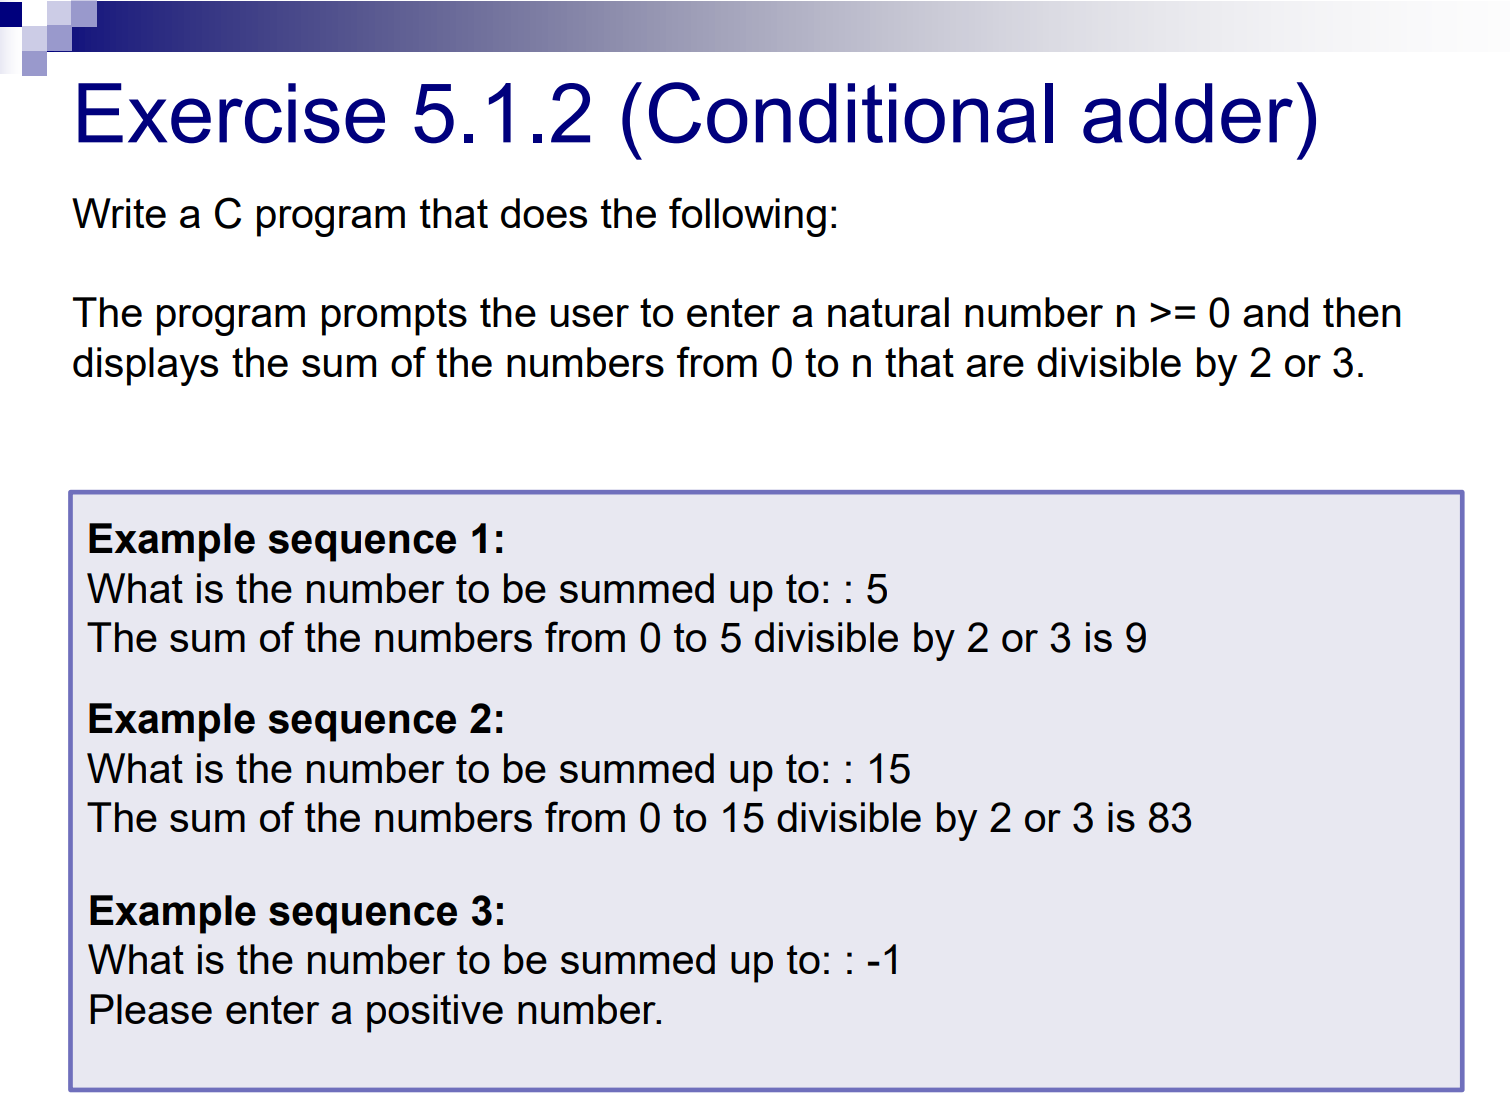 Exercise 5.1.2 (Conditional adder)
Write a C program that does the following:
The program prompts the user to enter a natural number n >= 0 and then
displays the sum of the numbers from 0 to n that are divisible by 2 or 3.
Example sequence 1:
What is the number to be summed up to: : 5
The sum of the numbers from 0 to 5 divisible by 2 or 3 is 9
Example sequence 2:
What is the number to be summed up to: : 15
The sum of the numbers from 0 to 15 divisible by 2 or 3 is 83
Example sequence 3:
What is the number to be summed up to: : -1
Please enter a positive number.